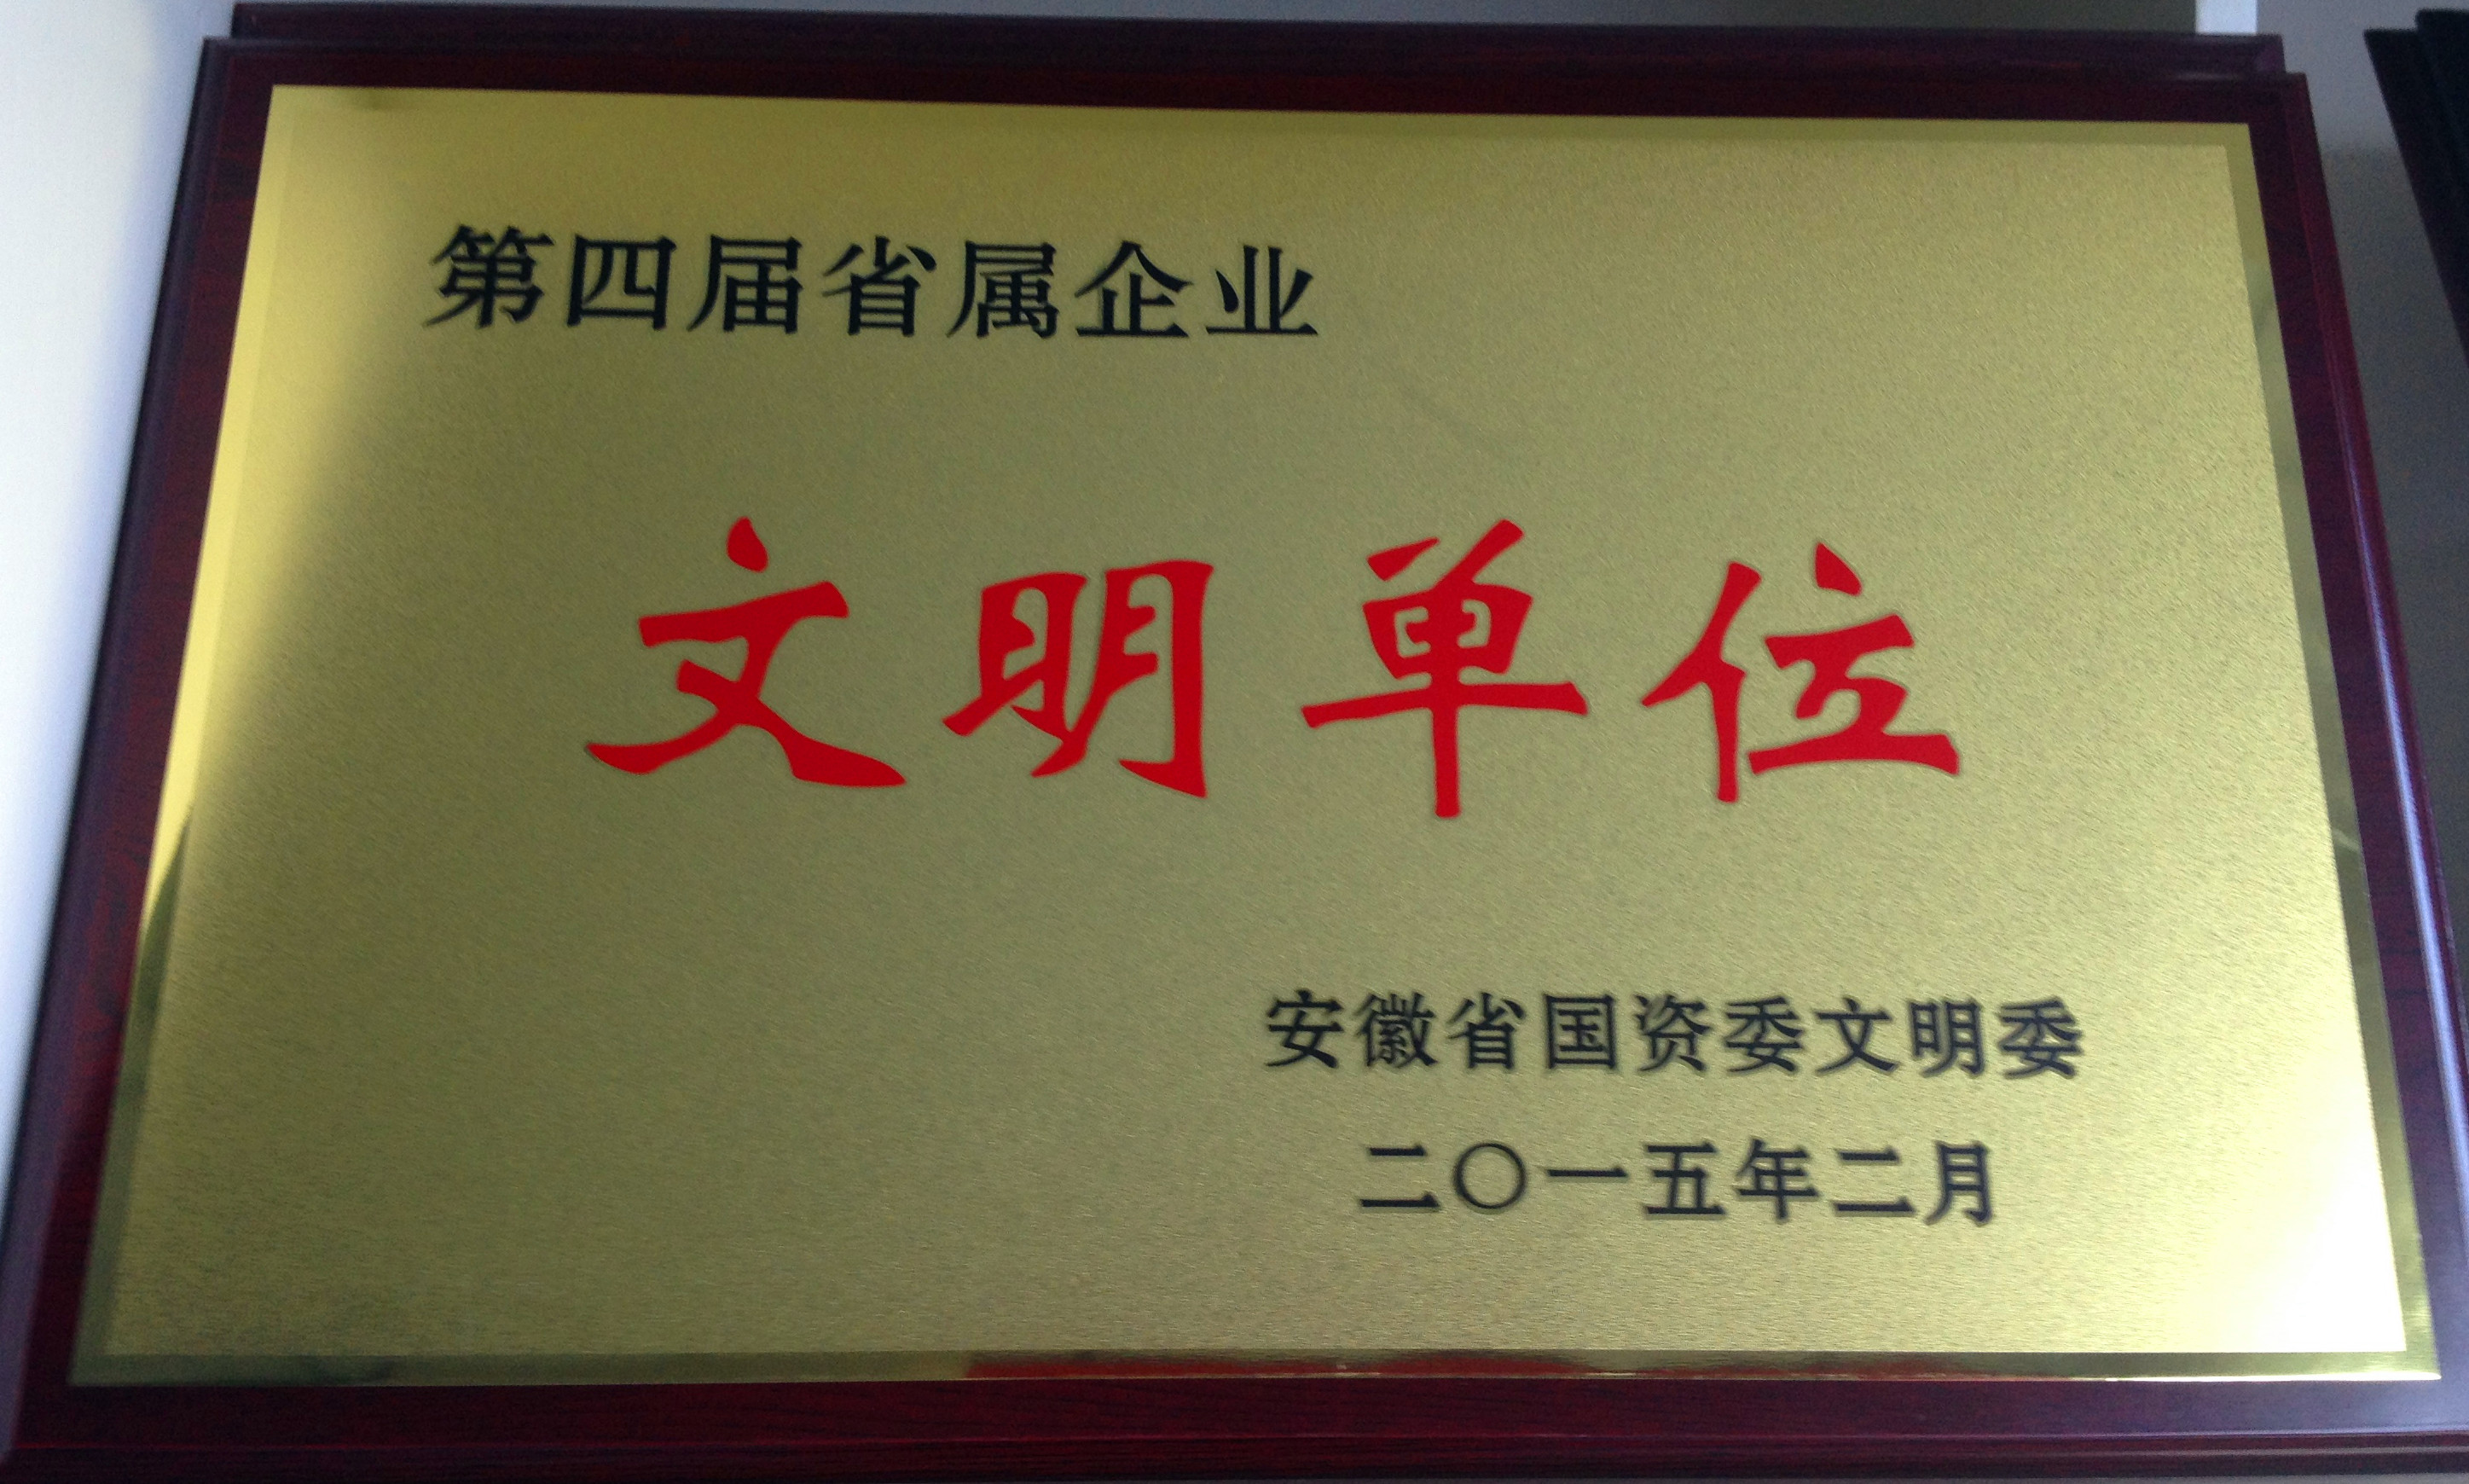 第四届省属企业
文明单位
安徽省国资委文明委
二〇一五年二月